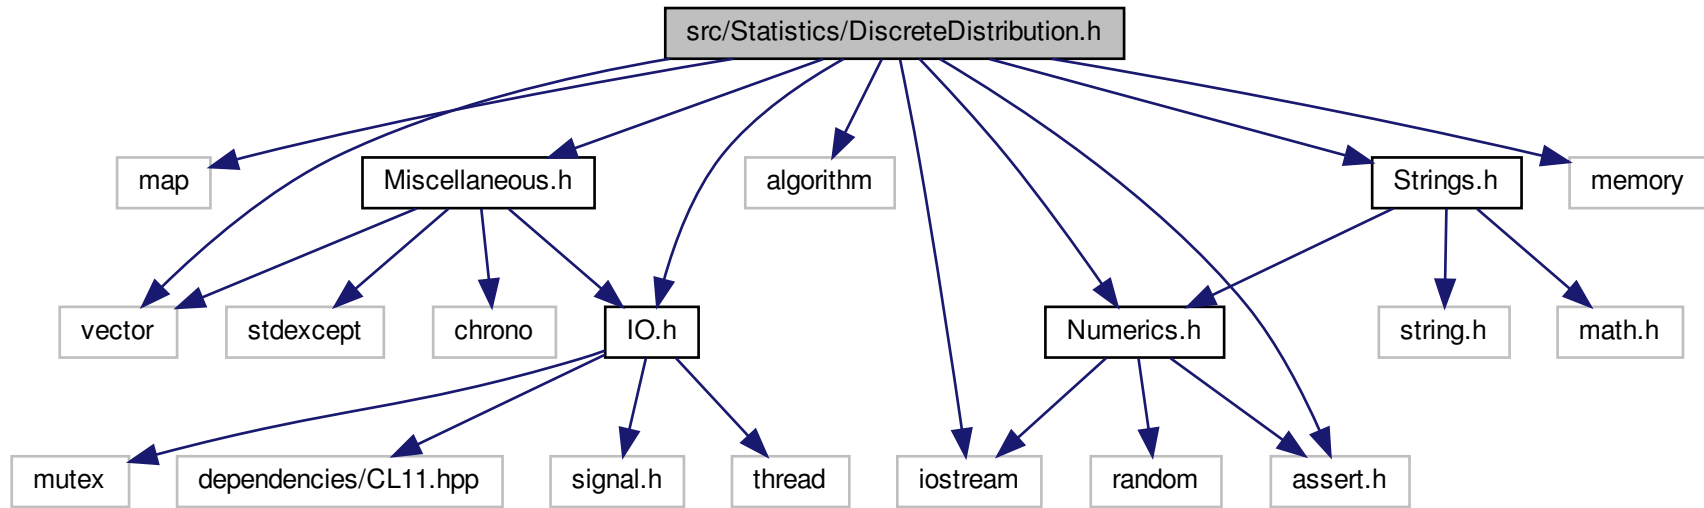 src/Statistics/DiscreteDistribution.h
map
Miscellaneous.h
algorithm
Strings.h
memory
vector
stdexcept
chrono
IO.h
Numerics.h
string.h
math.h
mutex
dependencies/CL11.hpp
signal.h
thread
iostream
random
assert.h